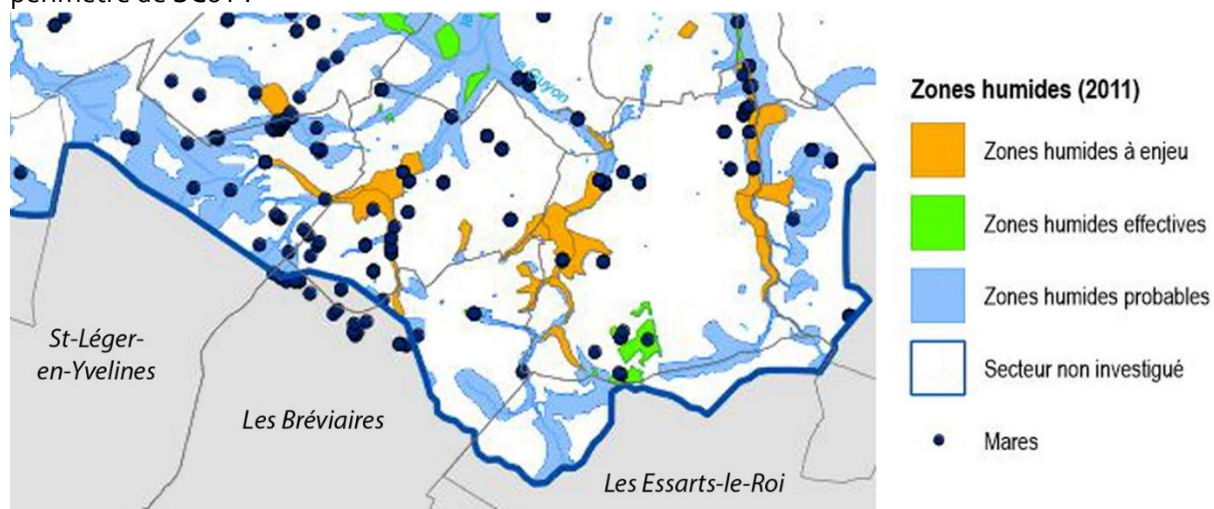 périmètre de SCoT :
le Guyon
St-Léger-
en-Yvelines
Les Bréviaires
Les Essarts-le-Roi
Zones humides (2011)
Zones humides à enjeu
Zones humides effectives
Zones humides probables
Secteur non investigué
Mares